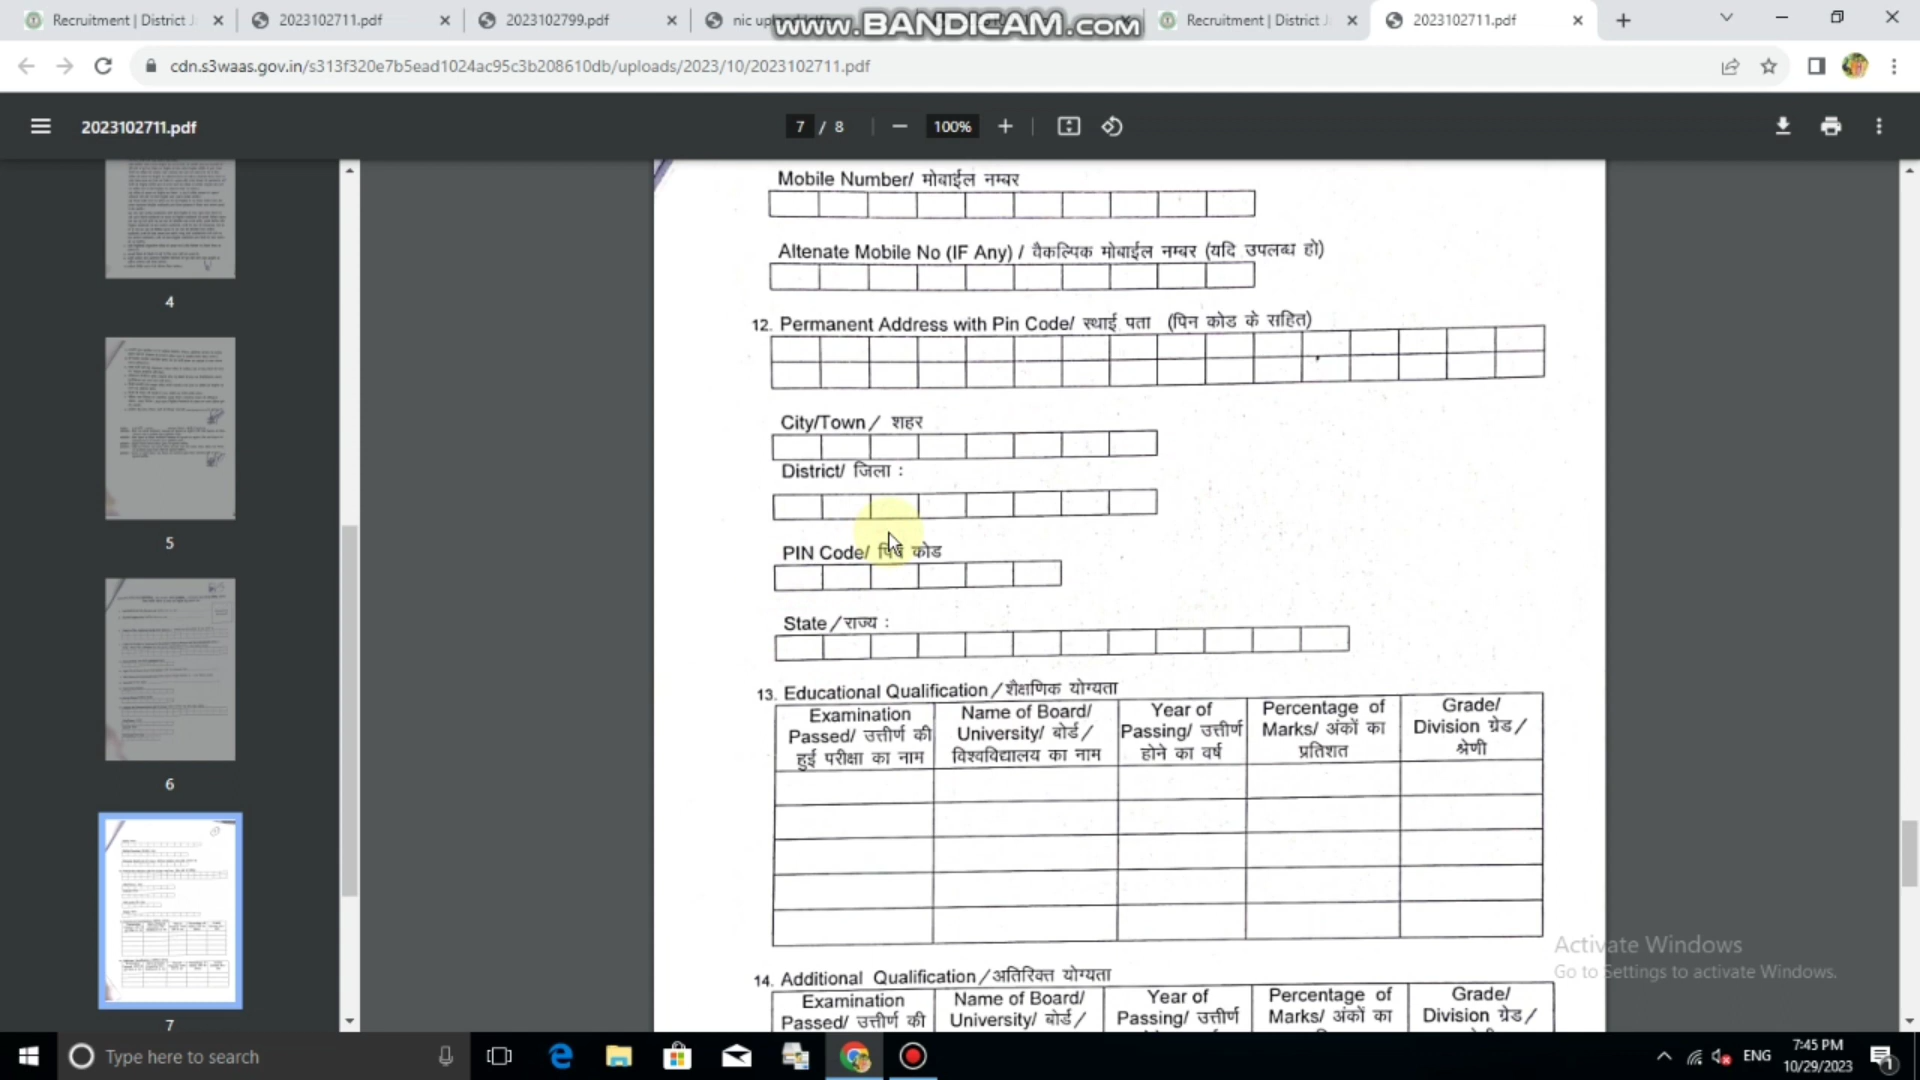 Recruitment | District J
2023102711.pdf
2023102799.pdf
nic up
www.BANDICAM.com
Recruitment | District J
2023102711.pdf
cdn.s3waas.gov.in/s313f320e7b5ead1024ac95c3b208610db/uploads/2023/10/2023102711.pdf
2023102711.pdf
7 / 8
100%
4
5
6
7
Mobile Number/ मोबाईल नम्बर
Altenate Mobile No (IF Any) / वैकल्पिक मोबाईल नम्बर (यदि उपलब्ध हो)
12. Permanent Address with Pin Code/ स्थाई पता (पिन कोड के सहित)
City/Town / शहर
District/ जिला :
PIN Code/ पिन कोड
State / राज्य :
13. Educational Qualification / शैक्षणिक योग्यता
Examination Passed/ उत्तीर्ण की हुई परीक्षा का नाम
Name of Board/ University/ बोर्ड/ विश्वविद्यालय का नाम
Year of Passing/ उत्तीर्ण होने का वर्ष
Percentage of Marks/ अंकों का प्रतिशत
Grade/ Division ग्रेड/ श्रेणी
14. Additional Qualification / अतिरिक्त योग्यता
Examination Passed/ उत्तीर्ण की
Name of Board/ University/ बोर्ड/
Year of Passing/ उत्तीर्ण
Percentage of Marks/ अंकों का
Grade/ Division ग्रेड/
Activate Windows
Go to Settings to activate Windows.
Type here to search
ENG
7:45 PM
10/29/2023
1